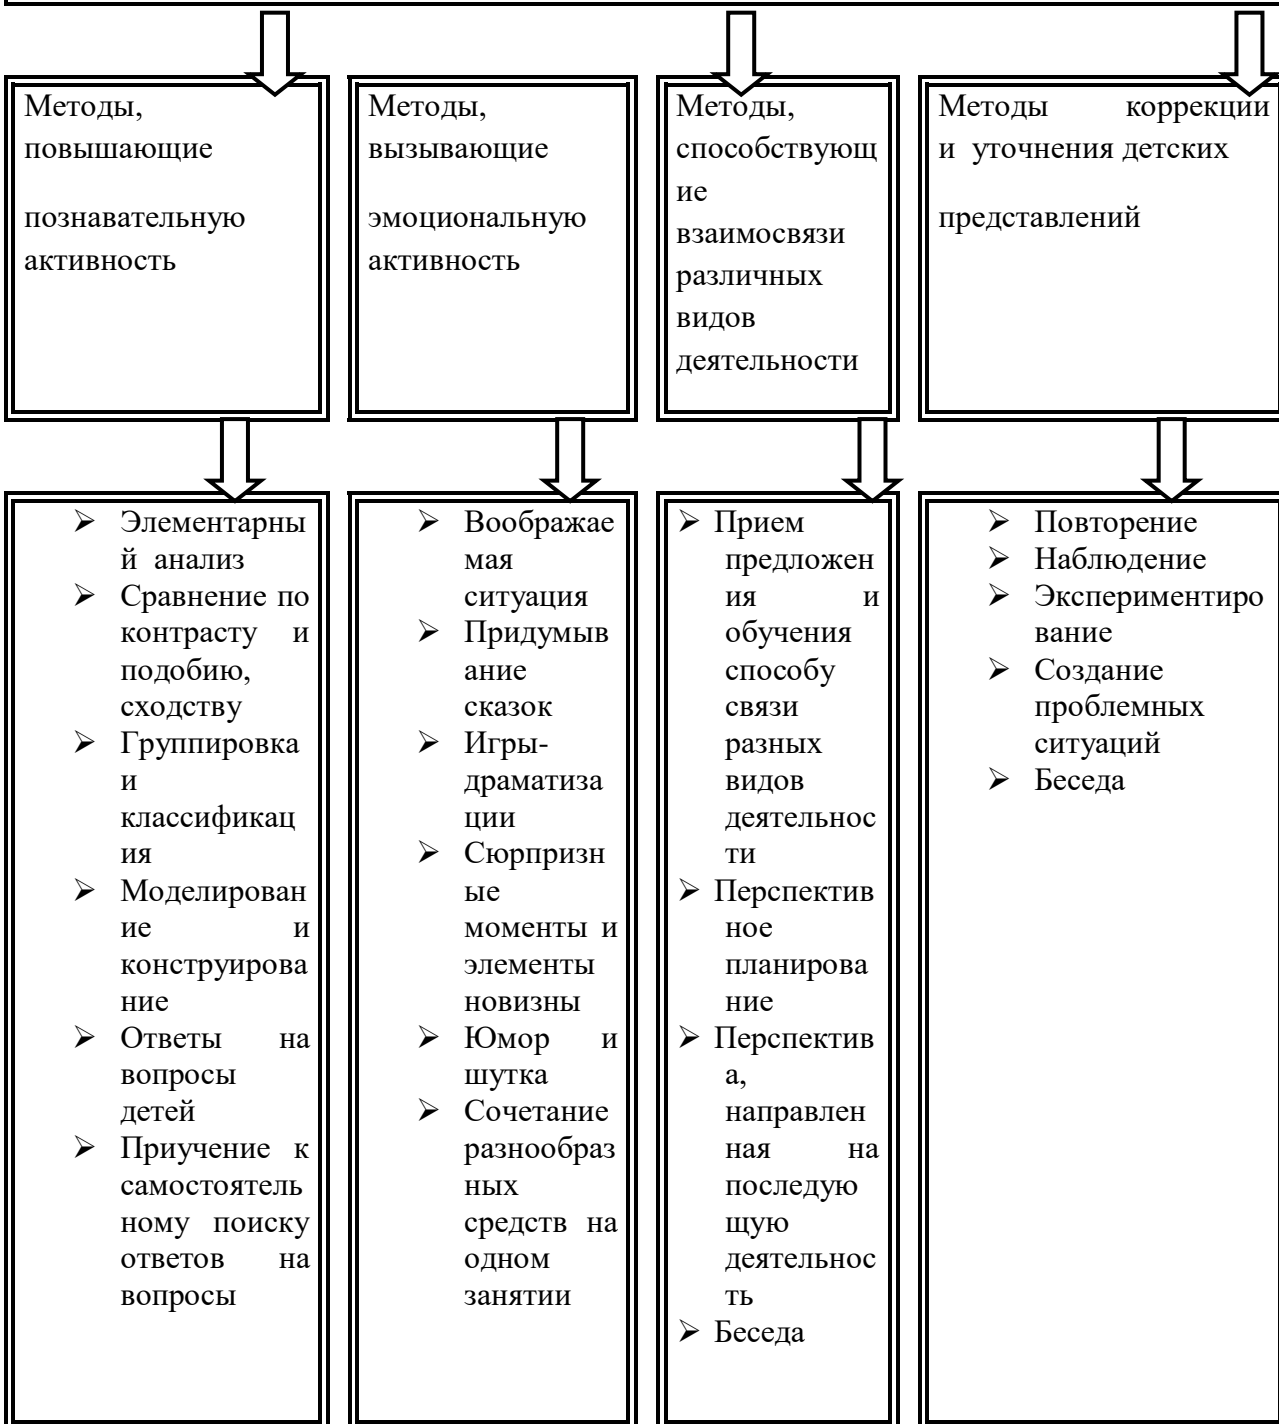 Методы,
повышающие
познавательную
активность
Методы,
вызывающие
эмоциональную
активность
Методы,
способствующ
ие
взаимосвязи
различных
видов
деятельности
Методы коррекции
и уточнения детских
представлений
➢ Элементарны
й анализ
➢ Сравнение по
контрасту и
подобию,
сходству
➢ Группировка
и
классификац
ия
➢ Моделирован
ие и
конструирова
ние
➢ Ответы на
вопросы
детей
➢ Приучение к
самостоятель
ному поиску
ответов на
вопросы
➢ Воображае
мая
ситуация
➢ Придумыв
ание
сказок
➢ Игры-
драматиза
ции
➢ Сюрпризн
ые
моменты и
элементы
новизны
➢ Юмор и
шутка
➢ Сочетание
разнообраз
ных
средств на
одном
занятии
➢ Прием
предложен
ия и
обучения
способу
связи
разных
видов
деятельнос
ти
➢ Перспектив
ное
планирова
ние
➢ Перспектив
а,
направлен
ная на
последую
щую
деятельнос
ть
➢ Беседа
➢ Повторение
➢ Наблюдение
➢ Экспериментиро
вание
➢ Создание
проблемных
ситуаций
➢ Беседа